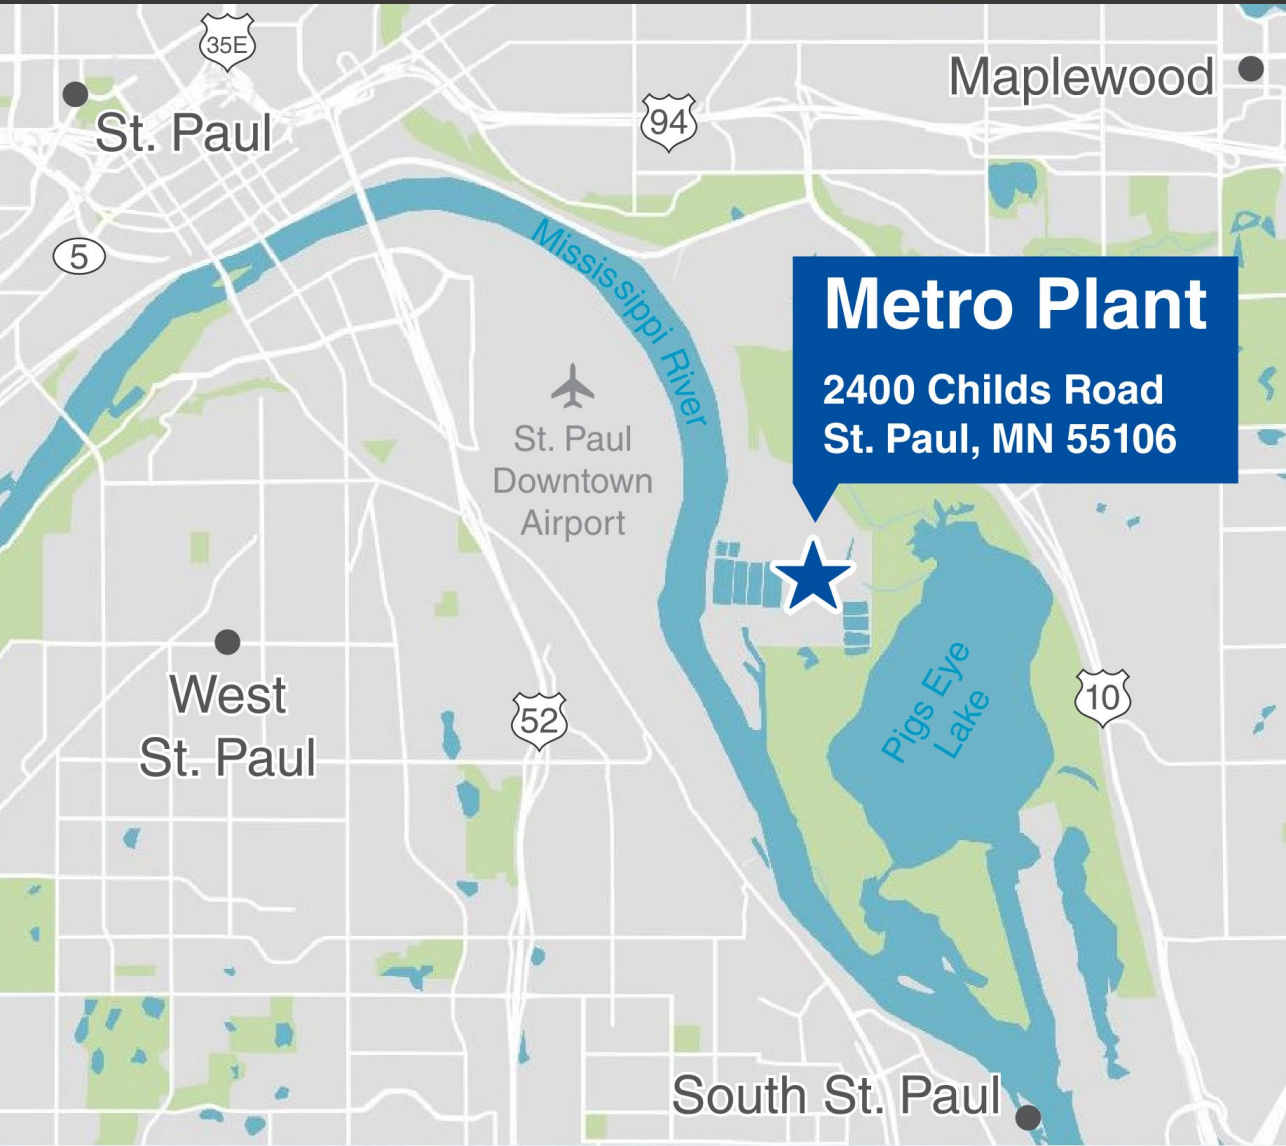 35E
Maplewood
St. Paul
94
5
Mississippi River
Metro Plant
2400 Childs Road
St. Paul, MN 55106
St. Paul
Downtown
Airport
West
St. Paul
52
Pigs Eye
Lake
10
South St. Paul